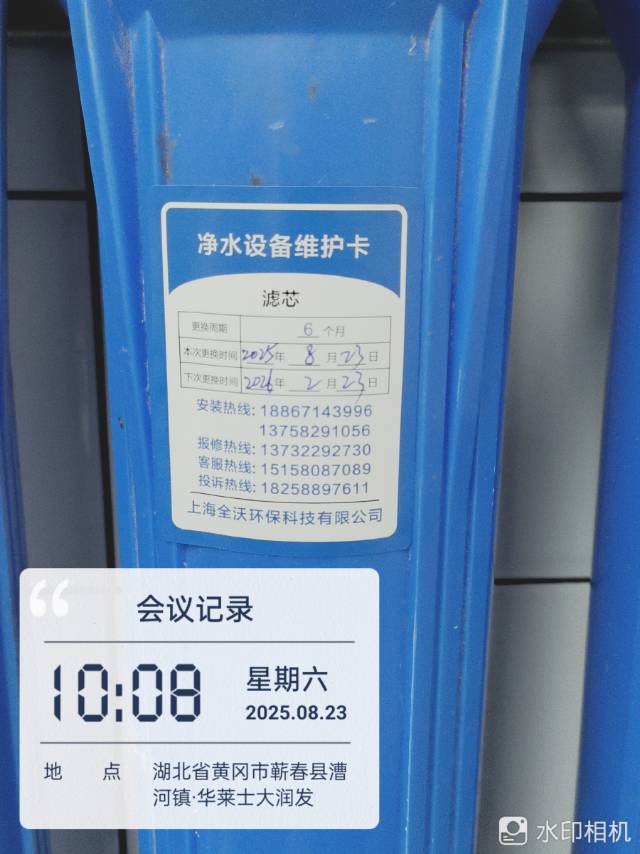 净水设备维护卡
滤芯
更换周期 6个月
本次更换时间 2025年 8月23日
下次更换时间 2026年 2月23日
安装热线: 18867143996
13758291056
报修热线: 13732292730
客服热线: 15158087089
投诉热线: 18258897611
上海全沃环保科技有限公司
会议记录
10:08
星期六
2025.08.23
地 点 湖北省黄冈市蕲春县漕
河镇·华莱士大润发
水印相机